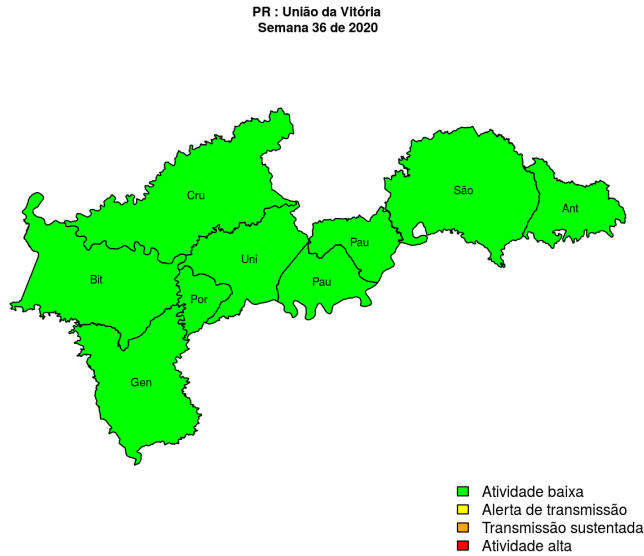 PR : União da Vitória
Semana 36 de 2020
Cru
São
Ant
Pau
Uni
Bit
Pau
Por
Gen
Atividade baixa
Alerta de transmissão
Transmissão sustentada
Atividade alta